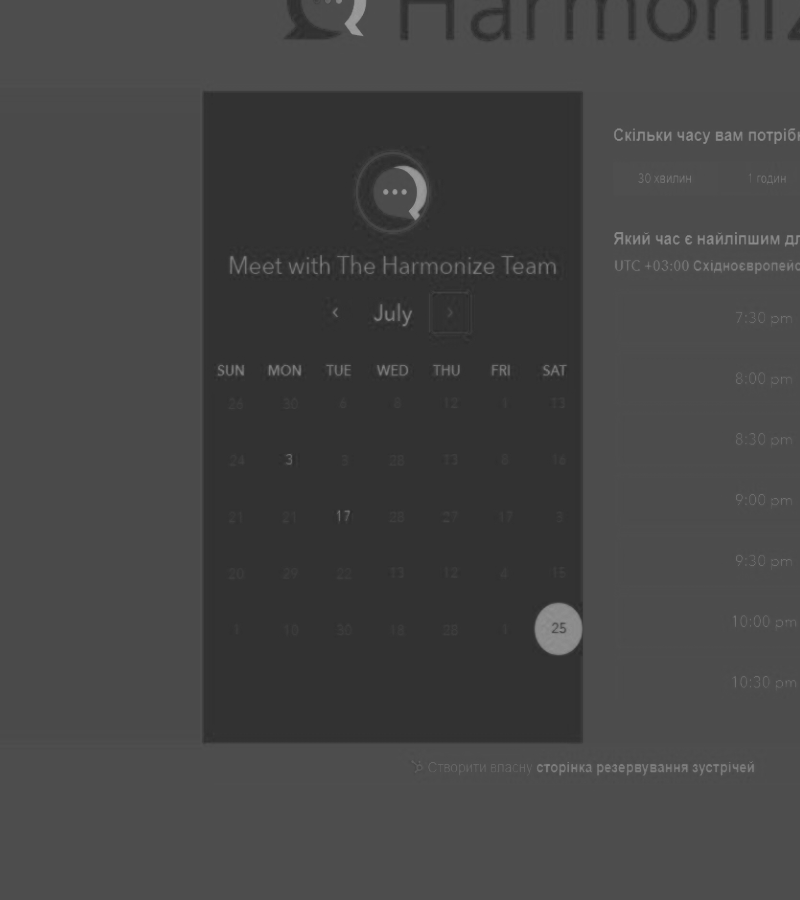 Harmoniz
Скільки часу вам потріб
30 хвилин
1 годин
Який час є найліпшим д
UTC +03:00 Східноєвропейс
Meet with The Harmonize Team
July
SUN MON TUE WED THU FRI SAT
26 30 6 8 12 1 13
24 3 3 28 13 8 16
21 21 17 28 27 17 3
20 29 22 13 12 4 15
1 10 30 18 28 1 25
7:30 pm
8:00 pm
8:30 pm
9:00 pm
9:30 pm
10:00 pm
10:30 pm
Створити власну сторінка резервування зустрічей